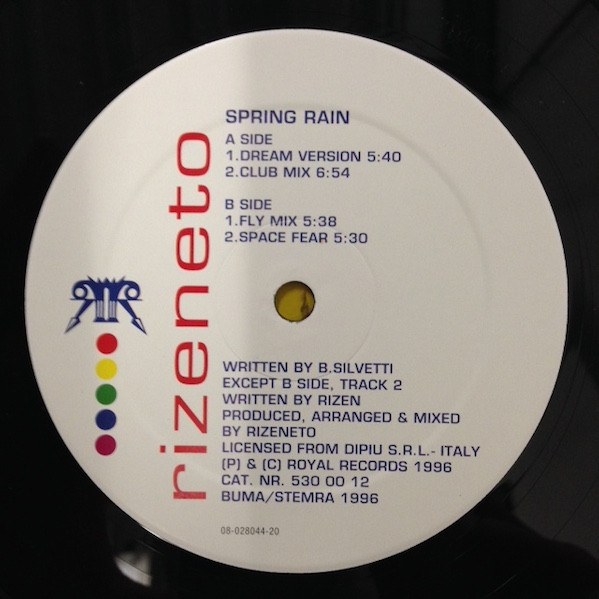 rizeneto
SPRING RAIN
A SIDE
1.DREAM VERSION 5:40
2.CLUB MIX 6:54
B SIDE
1.FLY MIX 5:38
2.SPACE FEAR 5:30
WRITTEN BY B.SILVETTI
EXCEPT B SIDE, TRACK 2
WRITTEN BY RIZEN
PRODUCED, ARRANGED & MIXED
BY RIZENETO
LICENSED FROM DIPIU S.R.L.- ITALY
(P) & (C) ROYAL RECORDS 1996
CAT. NR. 530 00 12
BUMA/STEMRA 1996
08-028044-20